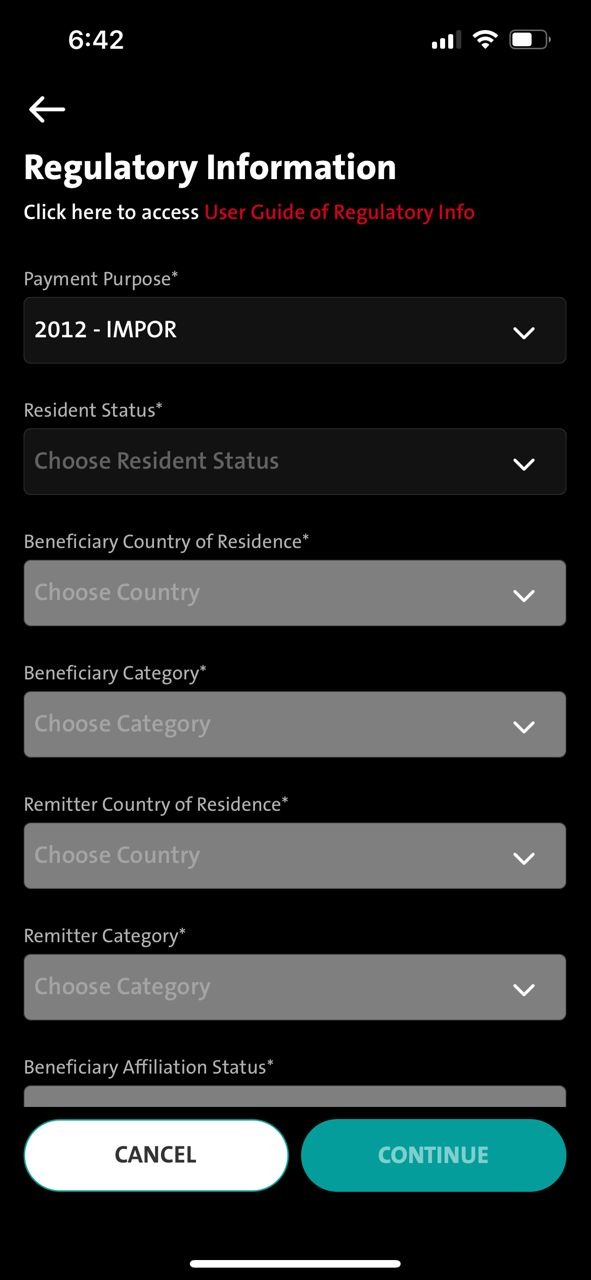 6:42
Regulatory Information
Click here to access User Guide of Regulatory Info
Payment Purpose*
2012 - IMPOR
Resident Status*
Choose Resident Status
Beneficiary Country of Residence*
Choose Country
Beneficiary Category*
Choose Category
Remitter Country of Residence*
Choose Country
Remitter Category*
Choose Category
Beneficiary Affiliation Status*
CANCEL
CONTINUE